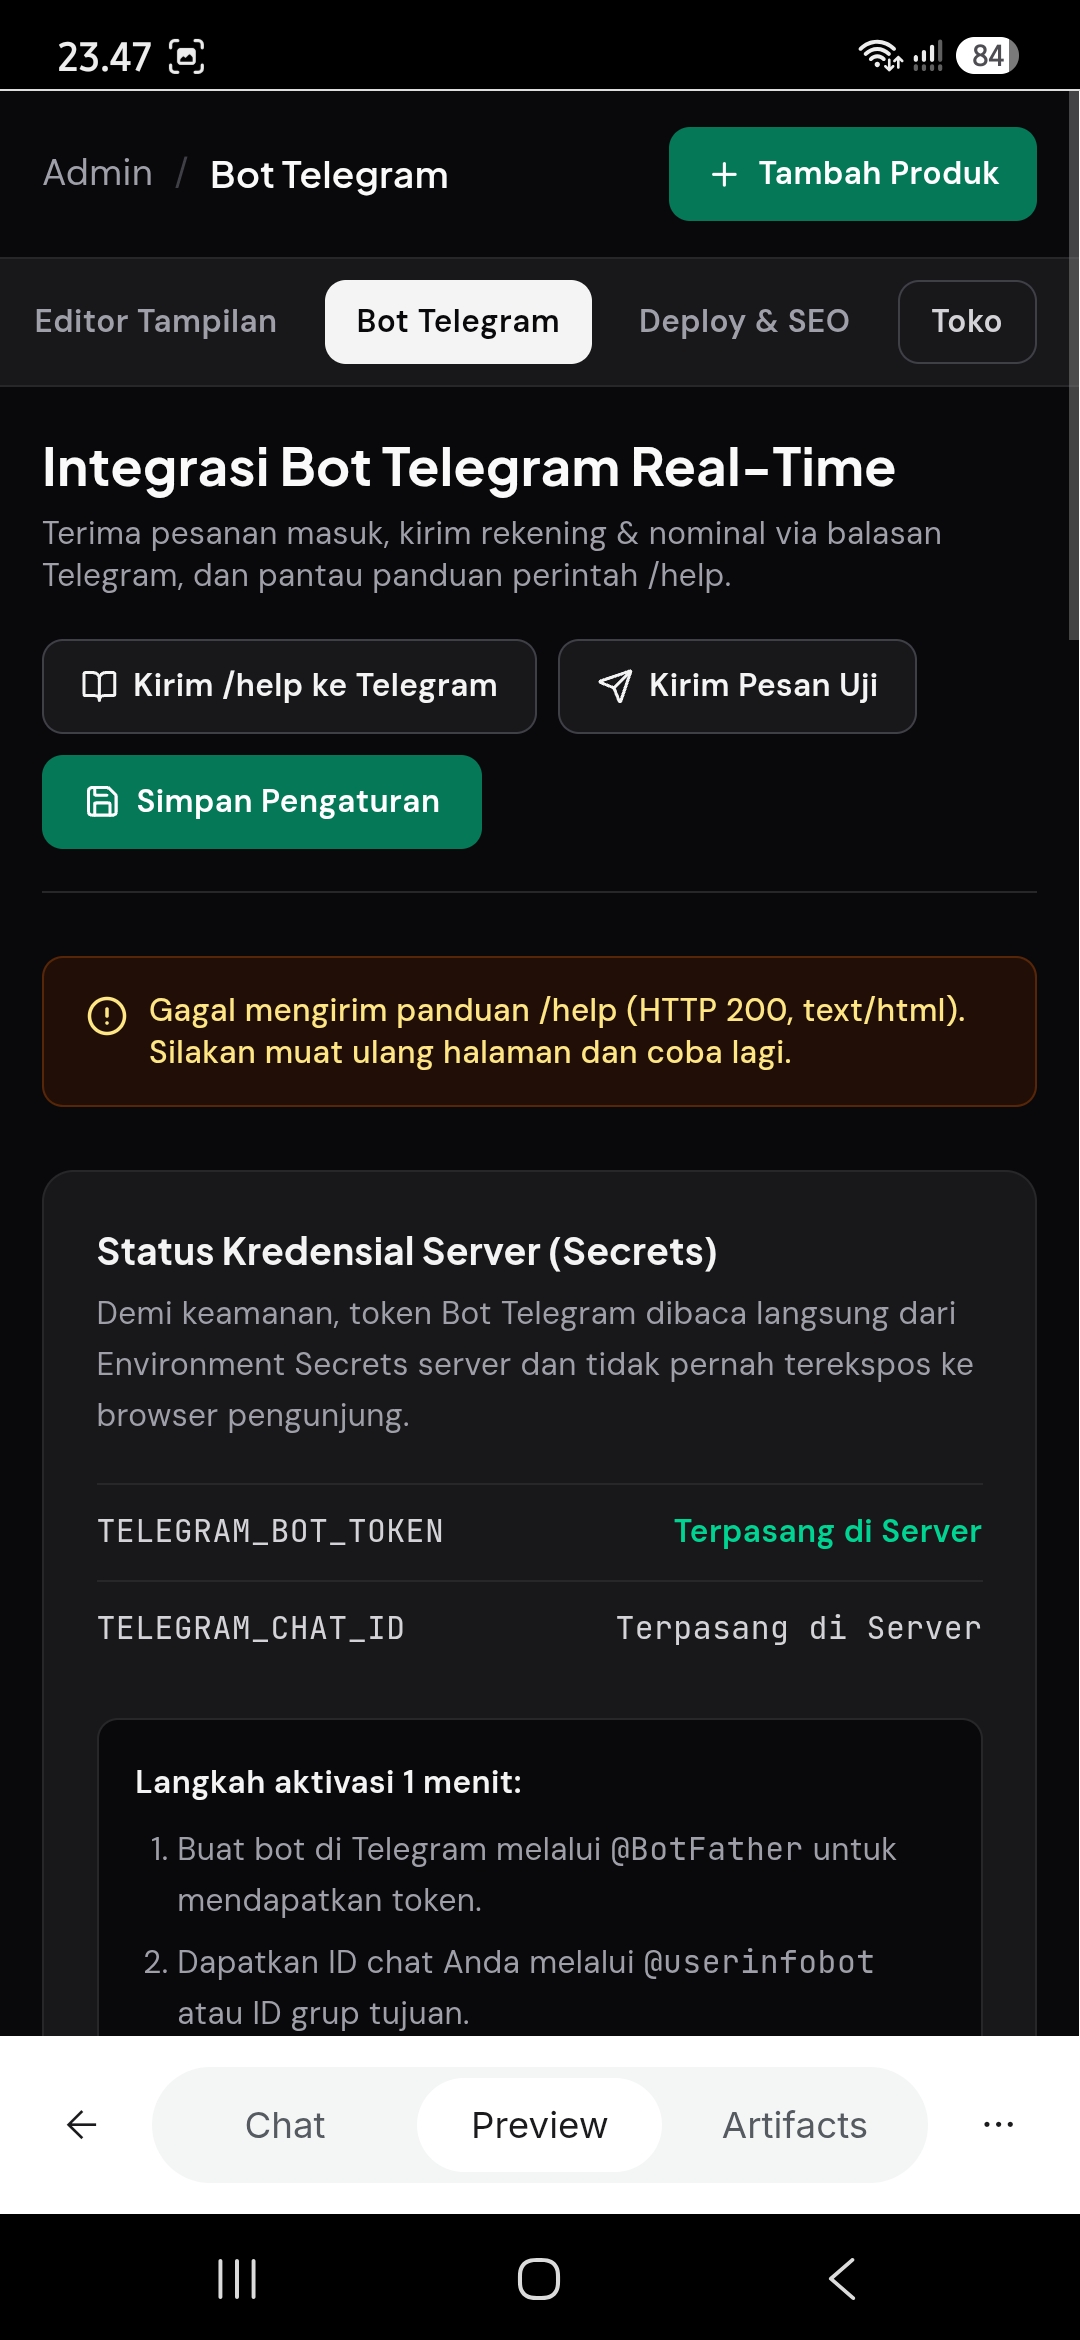 23.47
84
Admin / Bot Telegram
+ Tambah Produk
Editor Tampilan
Bot Telegram
Deploy & SEO
Toko
Integrasi Bot Telegram Real-Time
Terima pesanan masuk, kirim rekening & nominal via balasan
Telegram, dan pantau panduan perintah /help.
Kirim /help ke Telegram
Kirim Pesan Uji
Simpan Pengaturan
Gagal mengirim panduan /help (HTTP 200, text/html).
Silakan muat ulang halaman dan coba lagi.
Status Kredensial Server (Secrets)
Demi keamanan, token Bot Telegram dibaca langsung dari
Environment Secrets server dan tidak pernah terekspos ke
browser pengunjung.
TELEGRAM_BOT_TOKEN
Terpasang di Server
TELEGRAM_CHAT_ID
Terpasang di Server
Langkah aktivasi 1 menit:
1. Buat bot di Telegram melalui @BotFather untuk
mendapatkan token.
2. Dapatkan ID chat Anda melalui @userinfobot
atau ID grup tujuan.
Chat
Preview
Artifacts